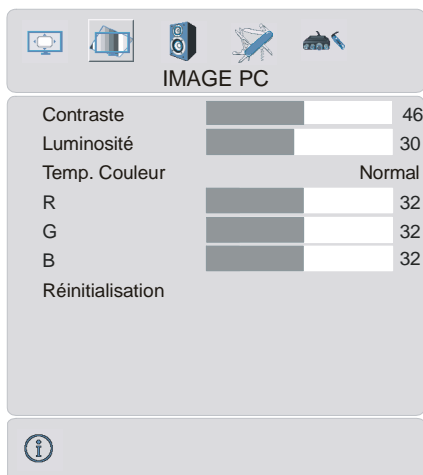 IMAGE PC
Contraste 46
Luminosité 30
Temp. Couleur Normal
R 32
G 32
B 32
Réinitialisation